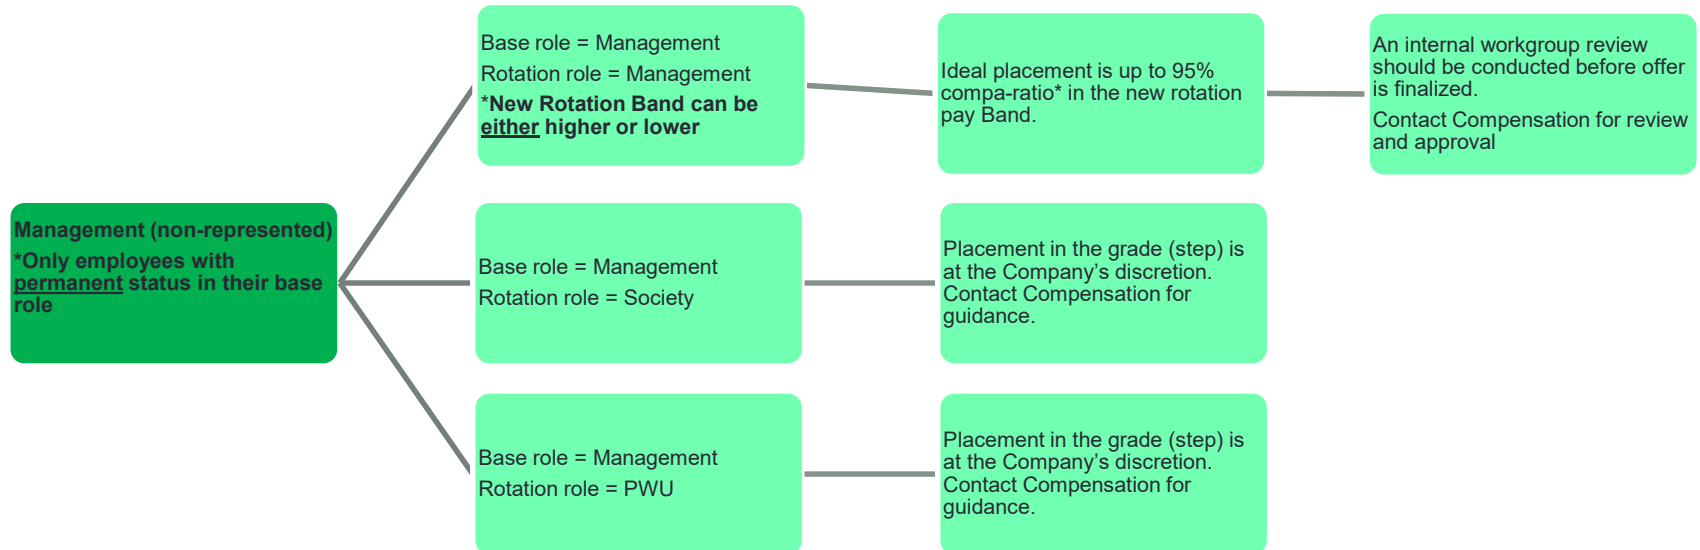 Management (non-represented)
*Only employees with
permanent status in their base
role
Base role = Management
Rotation role = Management
*New Rotation Band can be
either higher or lower
Ideal placement is up to 95%
compa-ratio* in the new rotation
pay Band.
An internal workgroup review
should be conducted before offer
is finalized.
Contact Compensation for review
and approval
Base role = Management
Rotation role = Society
Placement in the grade (step) is
at the Company’s discretion.
Contact Compensation for
guidance.
Base role = Management
Rotation role = PWU
Placement in the grade (step) is
at the Company’s discretion.
Contact Compensation for
guidance.